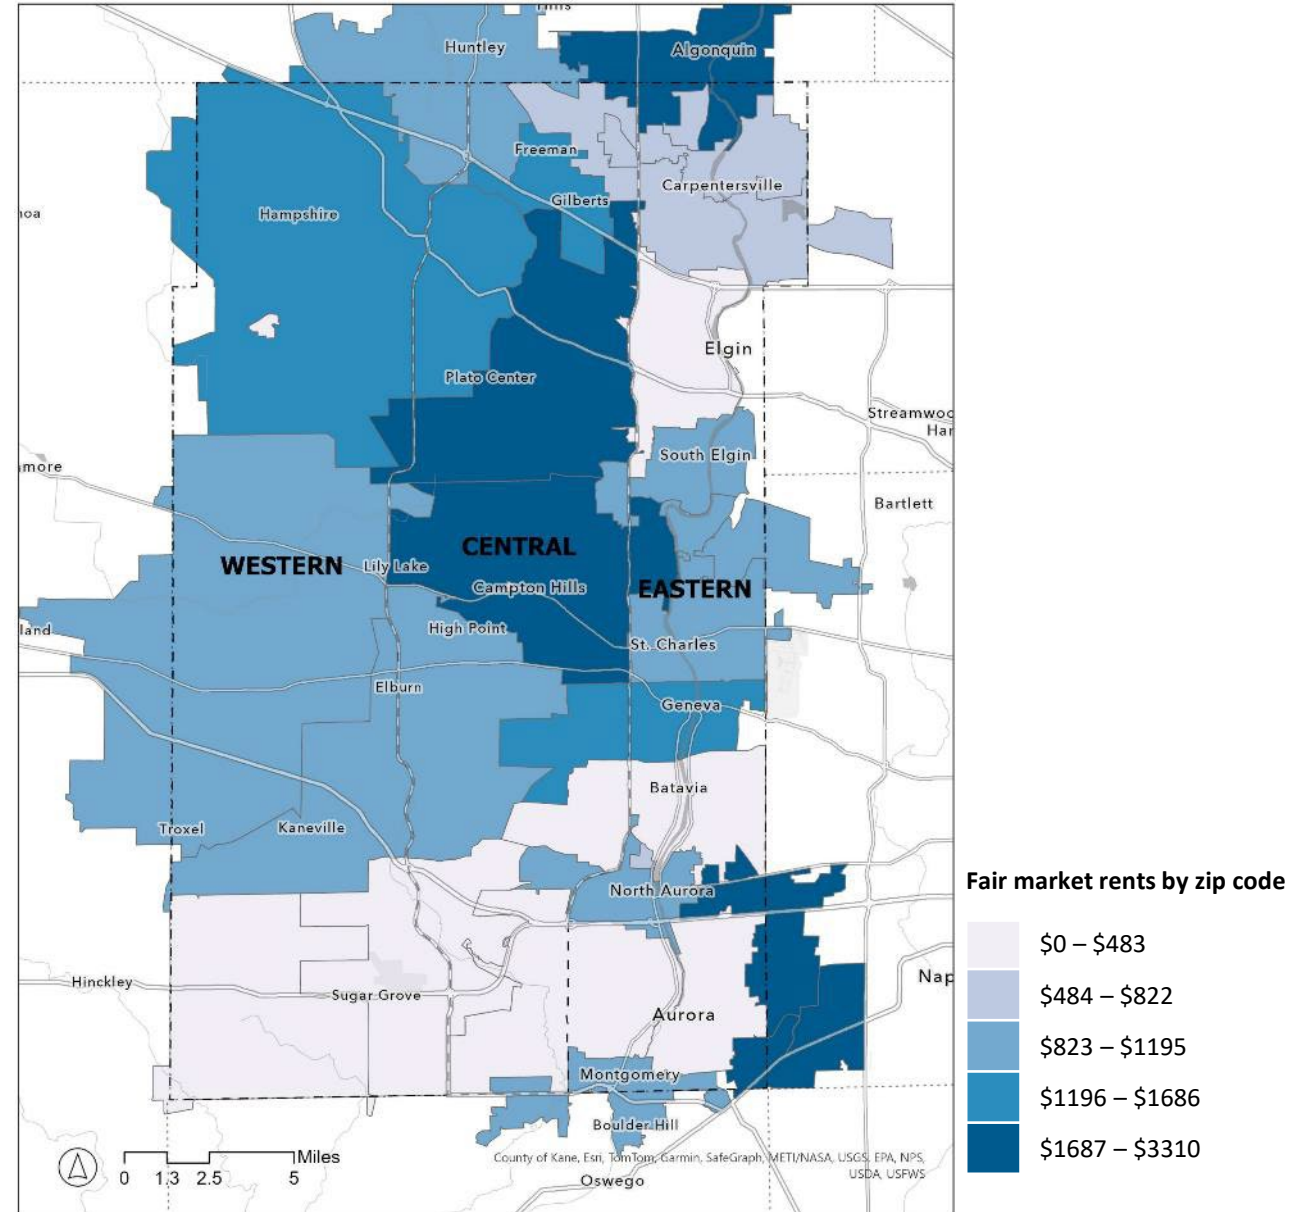 Hills
Huntley
Algonquin
Freeman
Carpentersville
Gilberts
noa
Hampshire
Elgin
Plato Center
Streamwoo
Har
South Elgin
more
Bartlett
CENTRAL
WESTERN
Lily Lake
Campton Hills
EASTERN
land
High Point
St. Charles
Elburn
Geneva
Batavia
Troxel
Kaneville
North Aurora
Fair market rents by zip code
$0 – $483
Hinckley
Nap
Sugar Grove
$484 – $822
Aurora
$823 – $1195
Montgomery
$1196 – $1686
Boulder Hill
$1687 – $3310
Miles
0 1.3 2.5 5
County of Kane, Esri, TomTom, Garmin, SafeGraph, METI/NASA, USGS, EPA, NPS,
USDA, USFWS
Oswego